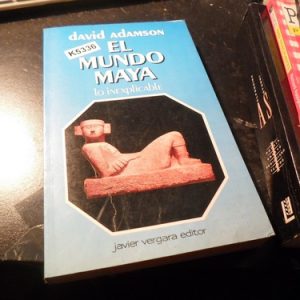 david adamson
K5336
EL
MUNDO
MAYA
lo inexplicable
javier vergara editor